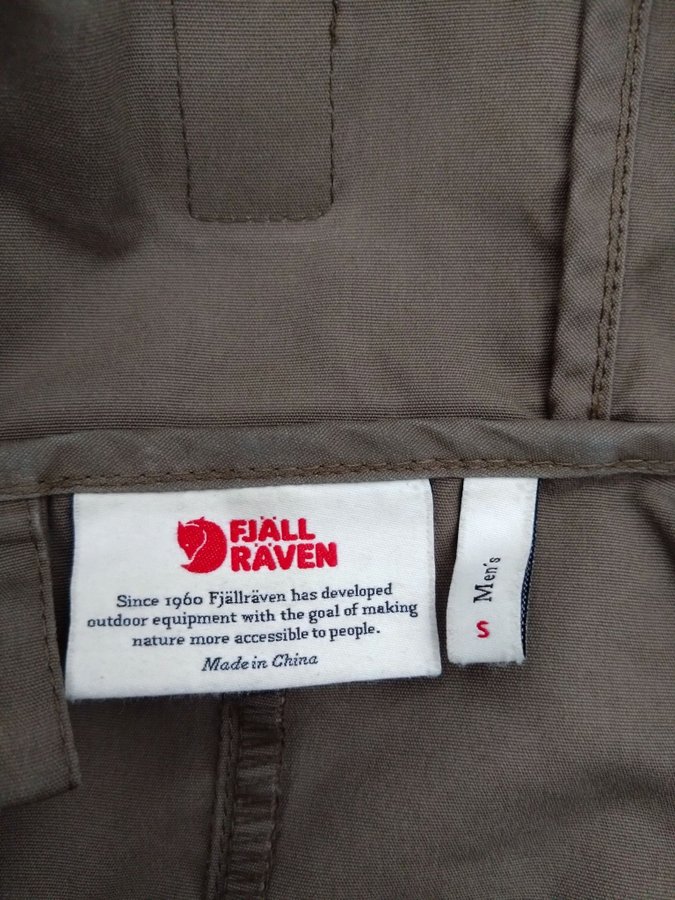 FJÄLL
RÄVEN
Since 1960 Fjällräven has developed
outdoor equipment with the goal of making
nature more accessible to people.
Made in China
Men's
S